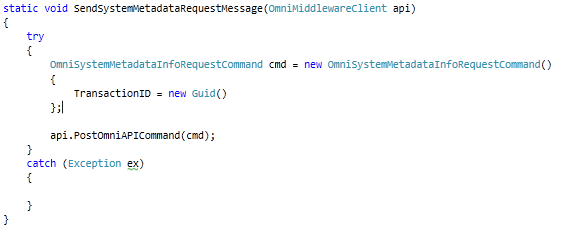 static void SendSystemMetadataRequestMessage(OmniMiddlewareClient api)
{
    try
    {
        OmniSystemMetadataInfoRequestCommand cmd = new OmniSystemMetadataInfoRequestCommand()
        {
            TransactionID = new Guid()
        };
        api.PostOmniAPICommand(cmd);
    }
    catch (Exception ex)
    {
    }
}